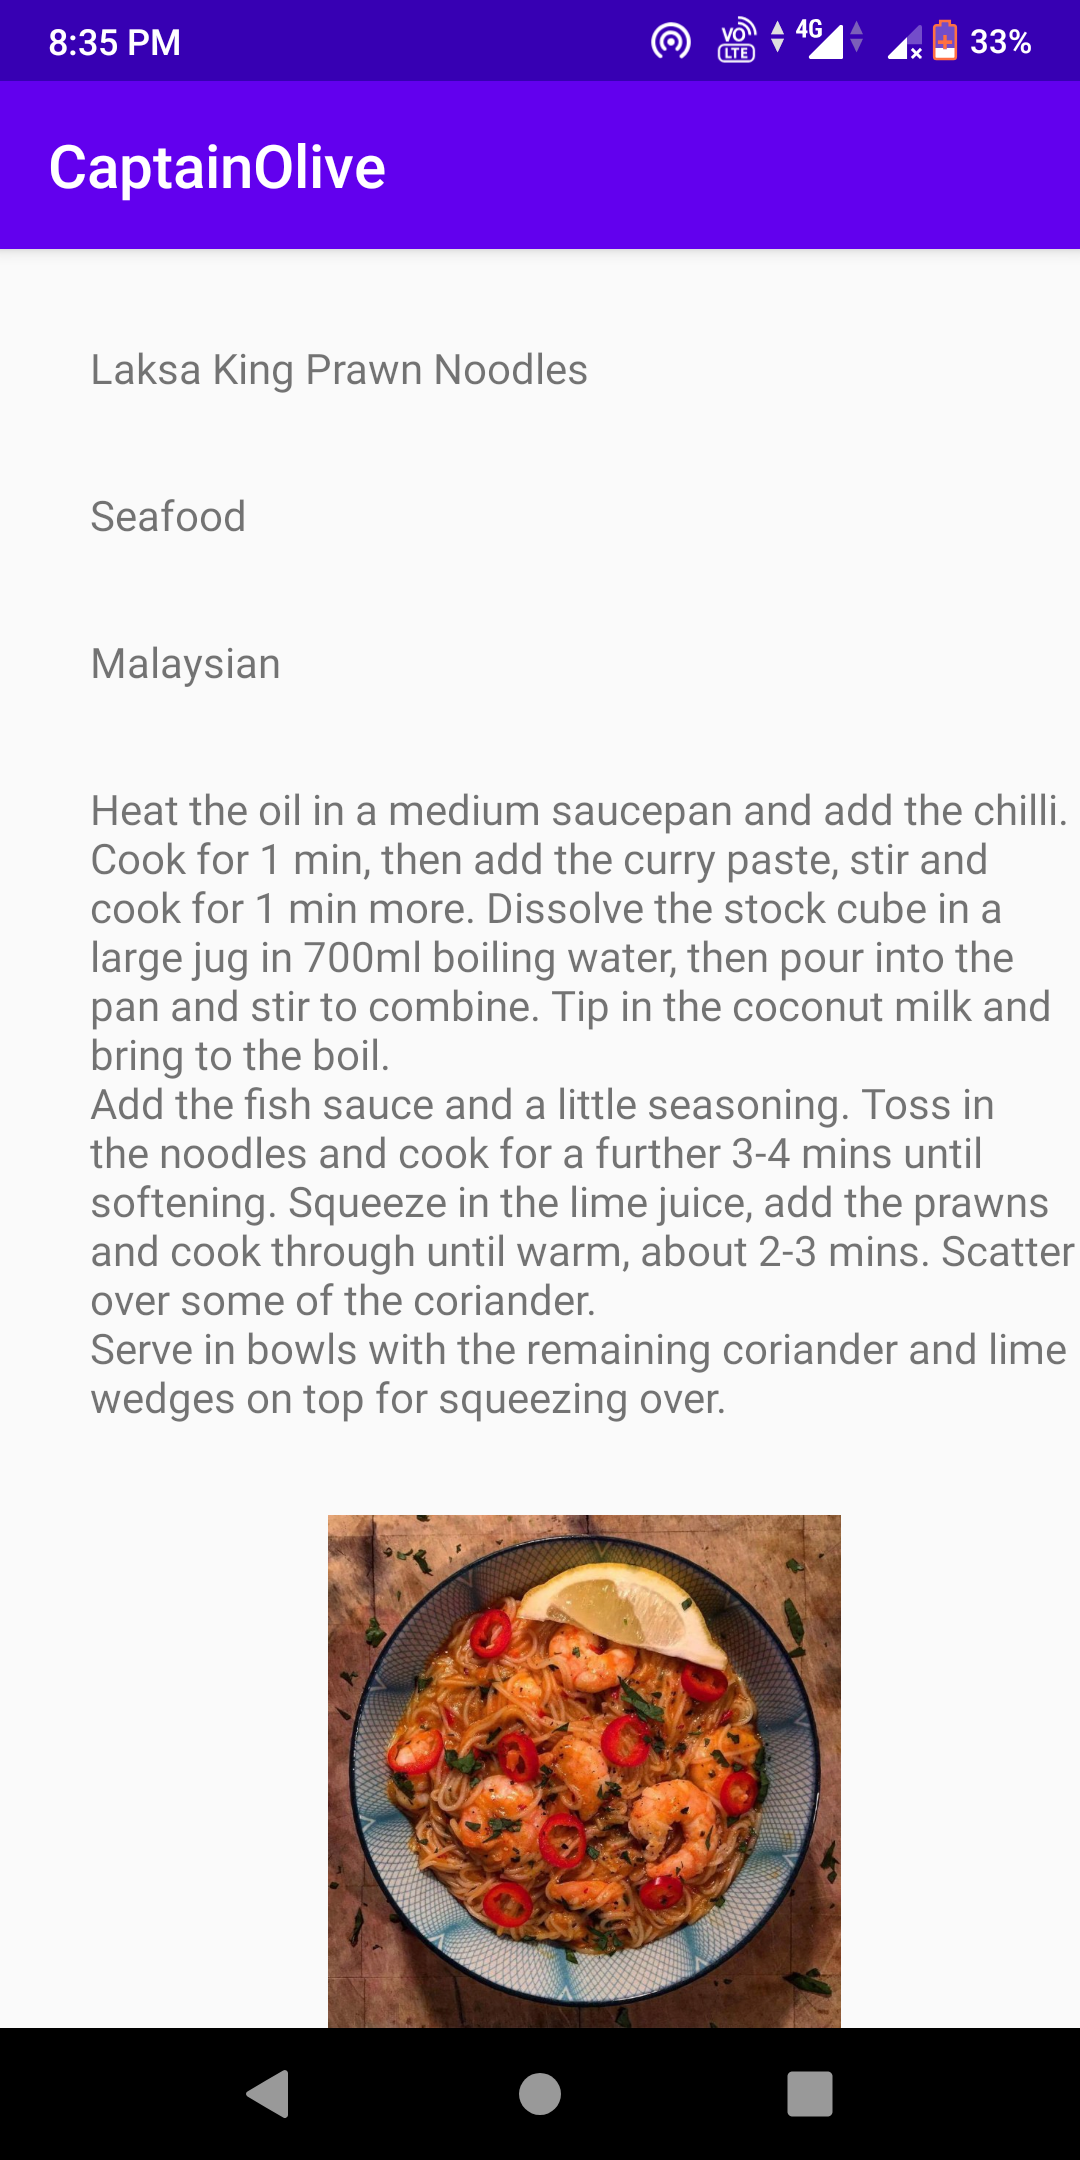 8:35 PM
VO LTE 4G 33%
CaptainOlive
Laksa King Prawn Noodles
Seafood
Malaysian
Heat the oil in a medium saucepan and add the chilli.
Cook for 1 min, then add the curry paste, stir and
cook for 1 min more. Dissolve the stock cube in a
large jug in 700ml boiling water, then pour into the
pan and stir to combine. Tip in the coconut milk and
bring to the boil.
Add the fish sauce and a little seasoning. Toss in
the noodles and cook for a further 3-4 mins until
softening. Squeeze in the lime juice, add the prawns
and cook through until warm, about 2-3 mins. Scatter
over some of the coriander.
Serve in bowls with the remaining coriander and lime
wedges on top for squeezing over.